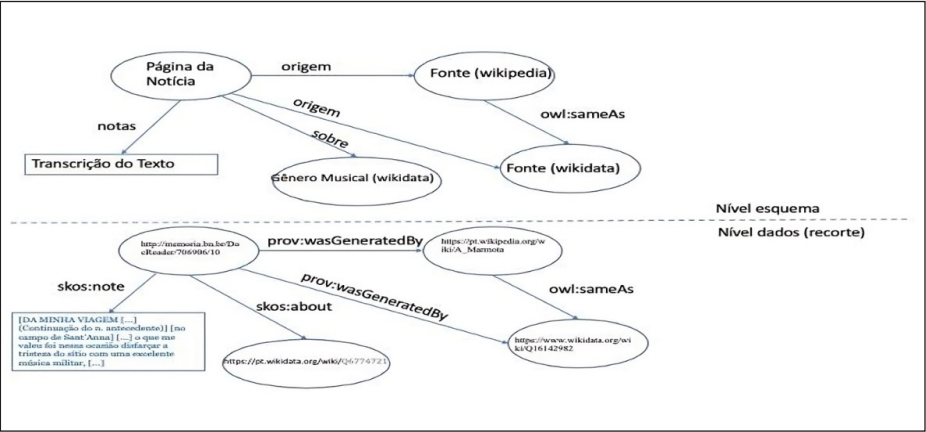 Página da
Notícia
origem
Fonte (wikipedia)
origem
owl:sameAs
notas
sobre
Transcrição do Texto
Gênero Musical (wikidata)
Fonte (wikidata)
Nível esquema
Nível dados (recorte)
http://memoria.bn.br/Do
cReader/706906/10
prov:wasGeneratedBy
https://pt.wikipedia.org/w
iki/A_Marmota
prov:wasGeneratedBy
skos:note
skos:about
owl:sameAs
[DA MINHA VIAGEM [...]
(Continuação do n. antecedente)] [no
campo de Sant'Anna] [...] o que me
valeu foi nessa ocasião disfarçar a
tristeza do sítio com uma excelente
música militar, [...]
https://www.wikidata.org/wi
ki/Q16142982
https://pt.wikidata.org/wiki/Q6774721